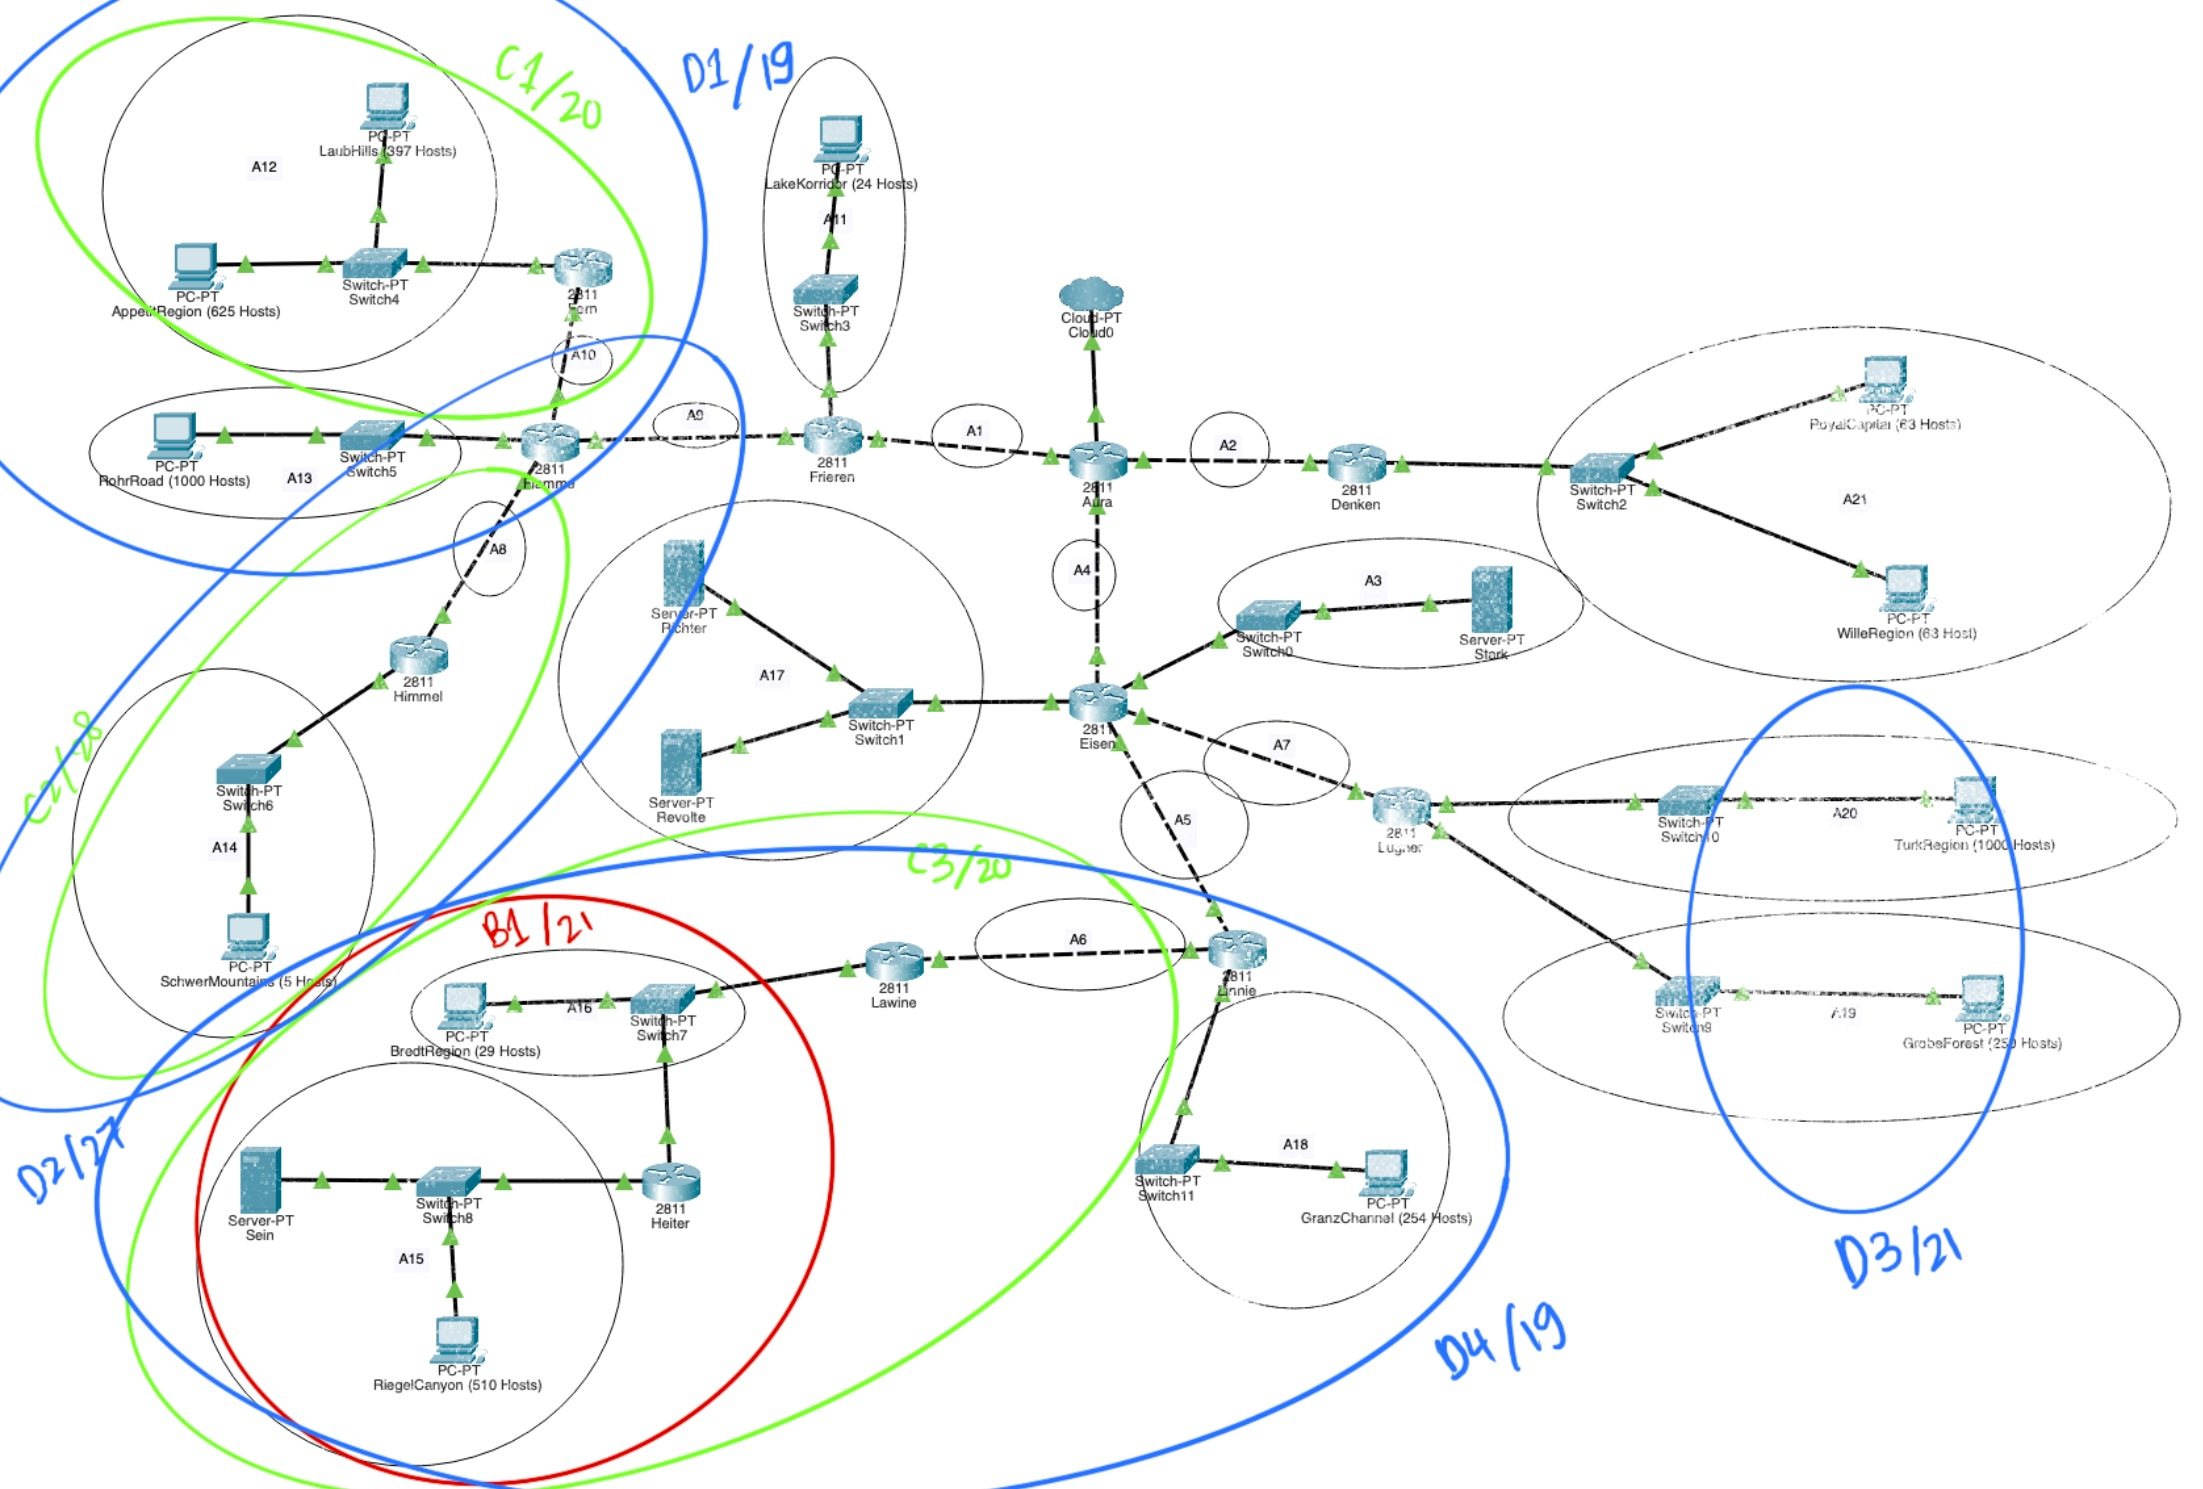 C1/20
D1/19
PC-PT
LaubHills (397 Hosts)
A12
PC-PT
AppetitRegion (625 Hosts)
Switch-PT
Switch4
2811
Fern
A10
PC-PT
LakeKorridor (24 Hosts)
A11
Switch-PT
Switch3
Cloud-PT
Cloud0
PC-PT
RohrRoad (1000 Hosts)
A13
Switch-PT
Switch5
2811
A9
2811
Frieren
A1
2811
Aura
A2
2811
Denken
Switch-PT
Switch2
PC-PT
RoyalCapital (63 Hosts)
A21
PC-PT
WilleRegion (63 Host)
A8
2811
Himmel
Server-PT
Richter
A17
Server-PT
Revolte
Switch-PT
Switch1
A4
A3
Switch-PT
Switch0
Server-PT
Stark
2811
Eisen
A7
A5
2811
Lugner
Switch-PT
Switch10
A20
PC-PT
TurkRegion (1000 Hosts)
C2/28
Switch-PT
Switch6
A14
PC-PT
SchwerMountains (5 Hosts)
D2/27
C3/20
B1/21
PC-PT
BredtRegion (29 Hosts)
A16
Switch-PT
Switch7
2811
Lawine
A6
2811
Linnie
Switch-PT
Switch9
A19
PC-PT
Server-PT
Sein
Switch-PT
Switch8
2811
Heiter
A15
PC-PT
RiegelCanyon (510 Hosts)
Switch-PT
Switch11
A18
PC-PT
GranzChannel (254 Hosts)
D3/21
D4/19